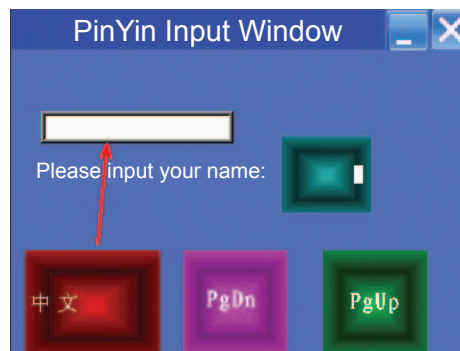 PinYin Input Window
Please input your name:
中文
PgDn
PgUp